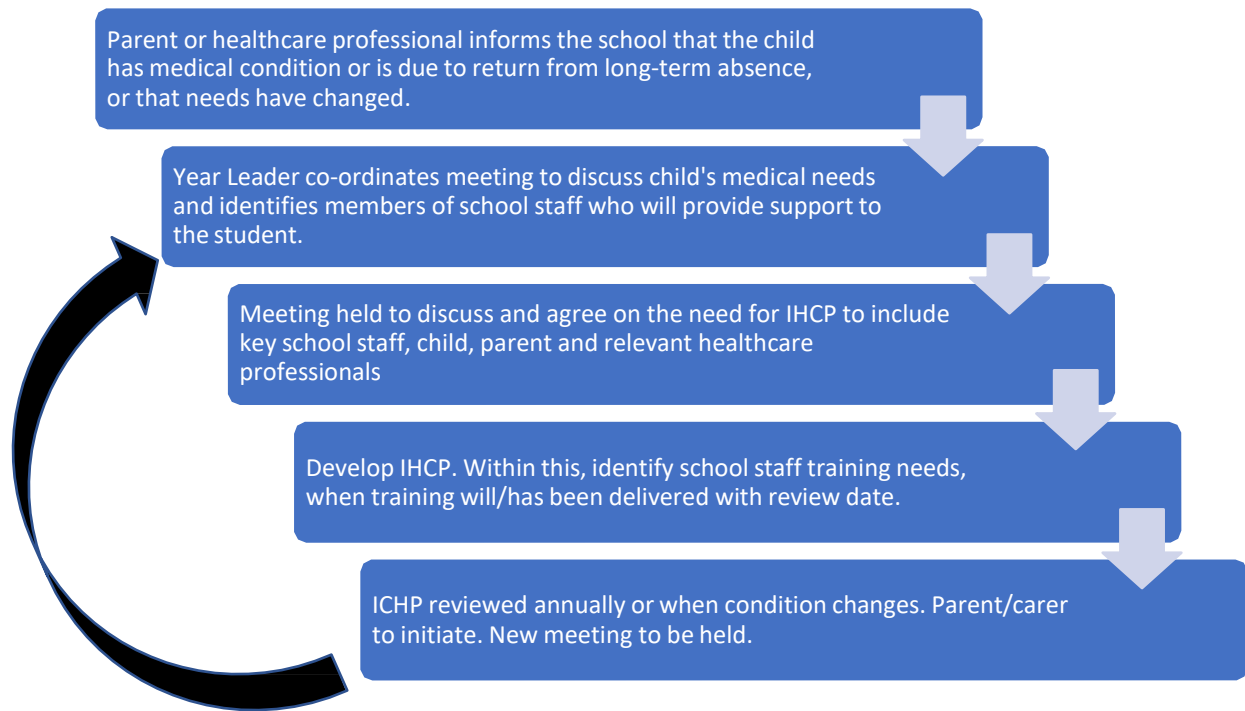 Parent or healthcare professional informs the school that the child
has medical condition or is due to return from long-term absence,
or that needs have changed.
Year Leader co-ordinates meeting to discuss child's medical needs
and identifies members of school staff who will provide support to
the student.
Meeting held to discuss and agree on the need for IHCP to include
key school staff, child, parent and relevant healthcare
professionals
Develop IHCP. Within this, identify school staff training needs,
when training will/has been delivered with review date.
ICHP reviewed annually or when condition changes. Parent/carer
to initiate. New meeting to be held.